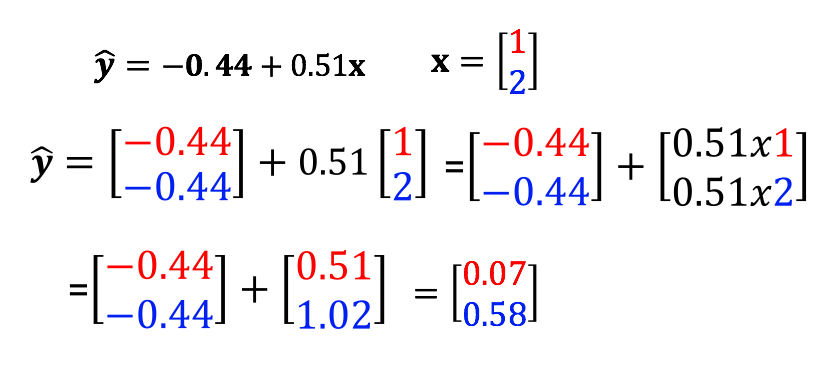 ŷ = −0.44 + 0.51x x = [1 2]
ŷ = [−0.44 −0.44] + 0.51 [1 2] = [−0.44 −0.44] + [0.51x1 0.51x2]
= [−0.44 −0.44] + [0.51 1.02] = [0.07 0.58]